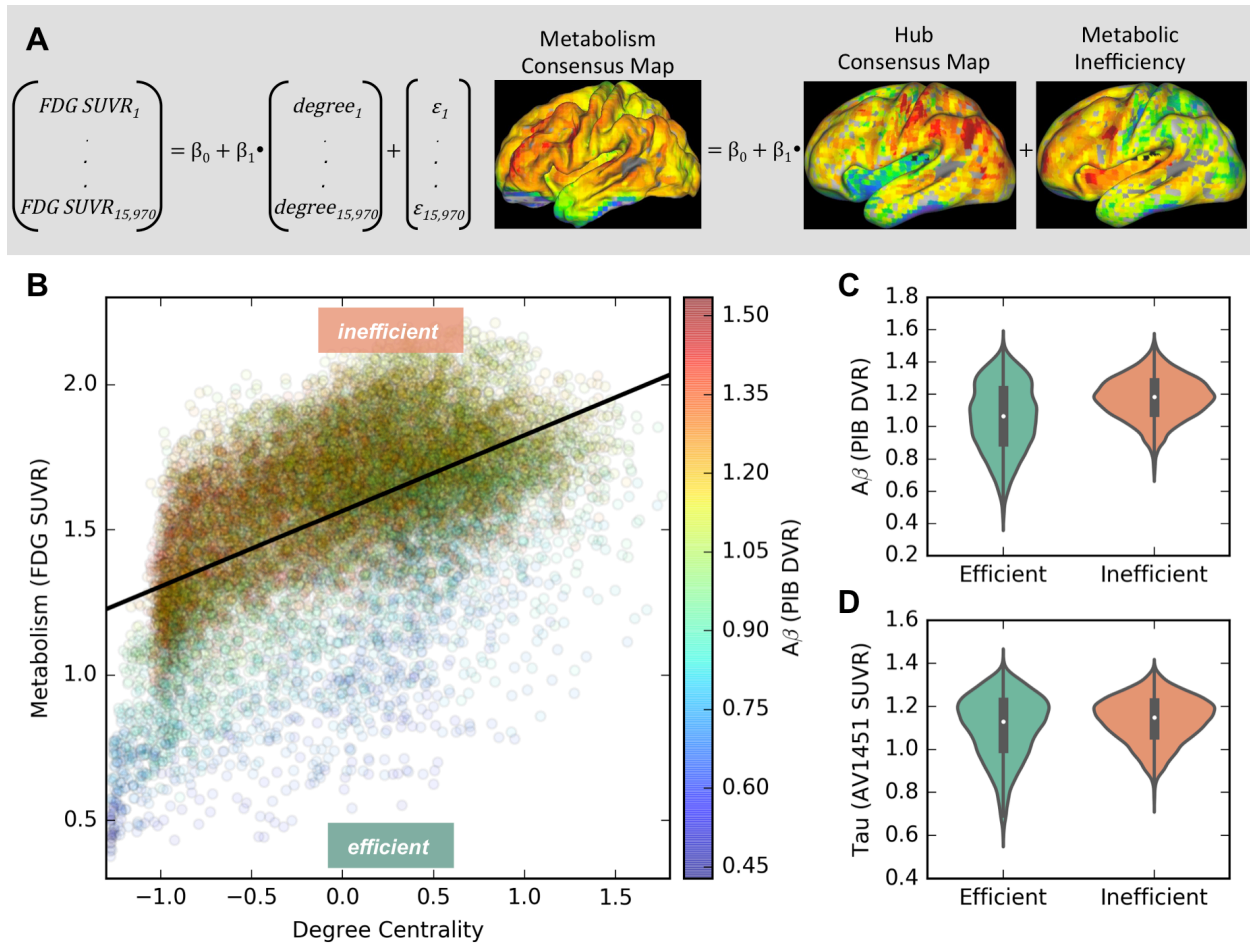 A
FDG SUVR1
.
.
.
FDG SUVR15,970
= β0 + β1•
degree1
.
.
.
degree15,970
+
ε1
.
.
.
ε15,970
Metabolism
Consensus Map
= β0 + β1•
Hub
Consensus Map
+
Metabolic
Inefficiency
B
inefficient
efficient
Metabolism (FDG SUVR)
2.0
1.5
1.0
0.5
−1.0 −0.5 0.0 0.5 1.0 1.5
Degree Centrality
1.50
1.35
1.20
1.05
0.90
0.75
0.60
0.45
Aβ (PIB DVR)
C
Aβ (PIB DVR)
1.8
1.6
1.4
1.2
1.0
0.8
0.6
0.4
0.2
Efficient Inefficient
D
Tau (AV1451 SUVR)
1.6
1.4
1.2
1.0
0.8
0.6
0.4
Efficient Inefficient